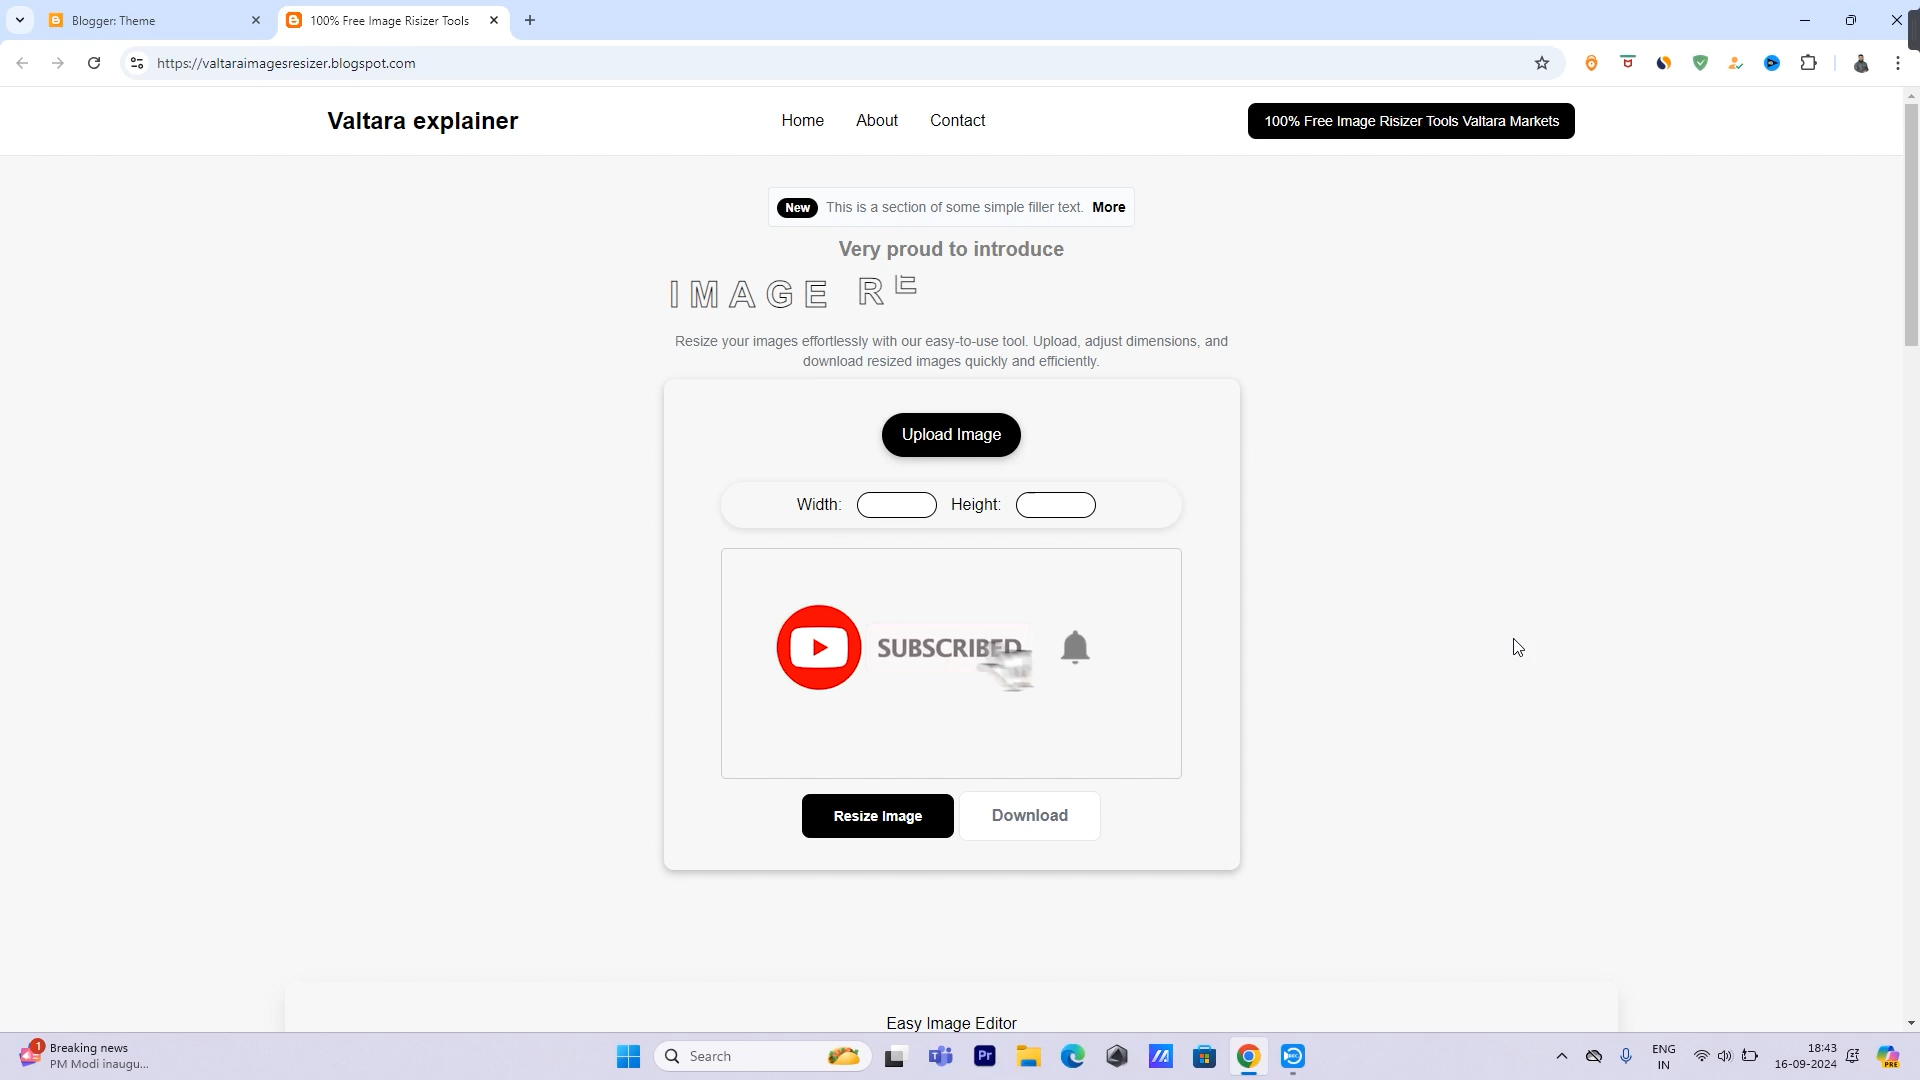 Blogger: Theme
100% Free Image Risizer Tools
https://valtaraimagesresizer.blogspot.com
Valtara explainer
Home
About
Contact
100% Free Image Risizer Tools Valtara Markets
New This is a section of some simple filler text. More
Very proud to introduce
IMAGE RE
Resize your images effortlessly with our easy-to-use tool. Upload, adjust dimensions, and
download resized images quickly and efficiently.
Upload Image
Width: Height:
SUBSCRIBED
Resize Image
Download
Easy Image Editor
1
Breaking news
PM Modi inaugu...
Search
Pr
ENG
IN
18:43
16-09-2024
PRE